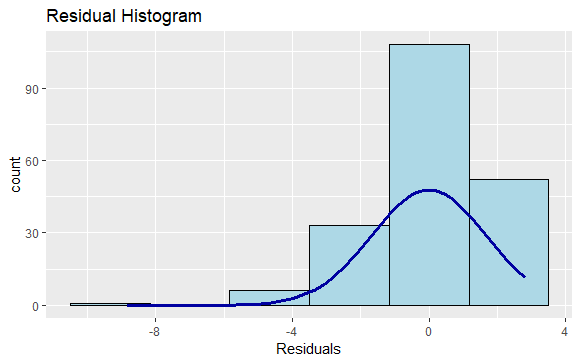 Residual Histogram
count
90
60
30
0
-8 -4 0 4
Residuals